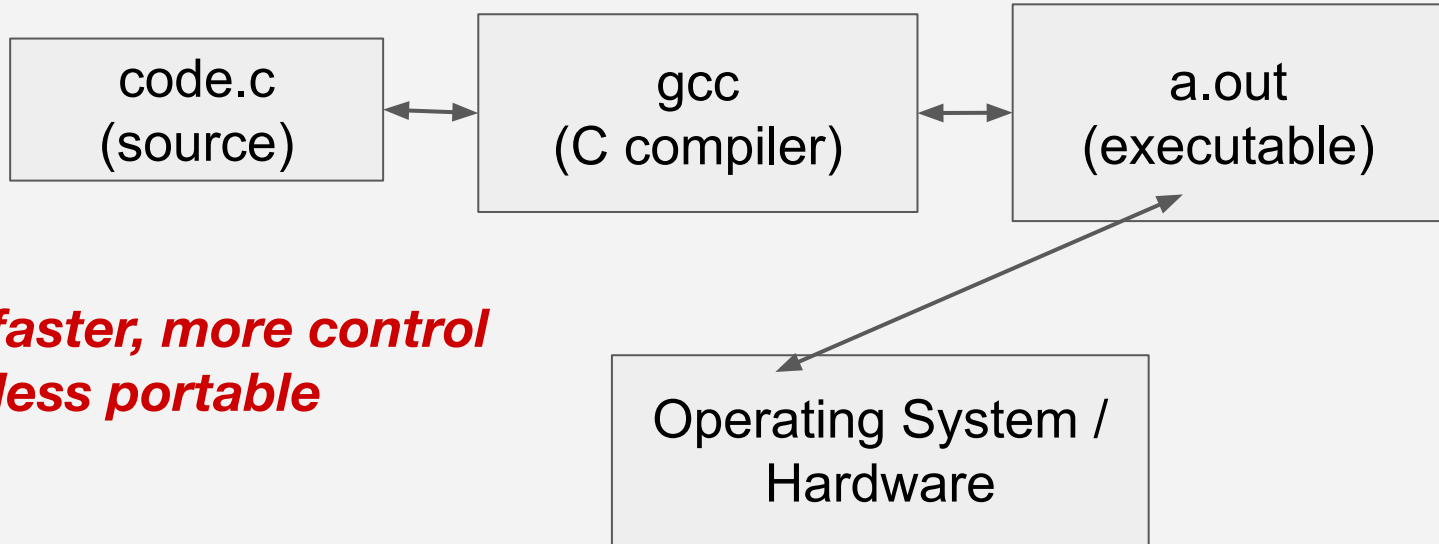 code.c
(source)
gcc
(C compiler)
a.out
(executable)
faster, more control
less portable
Operating System /
Hardware